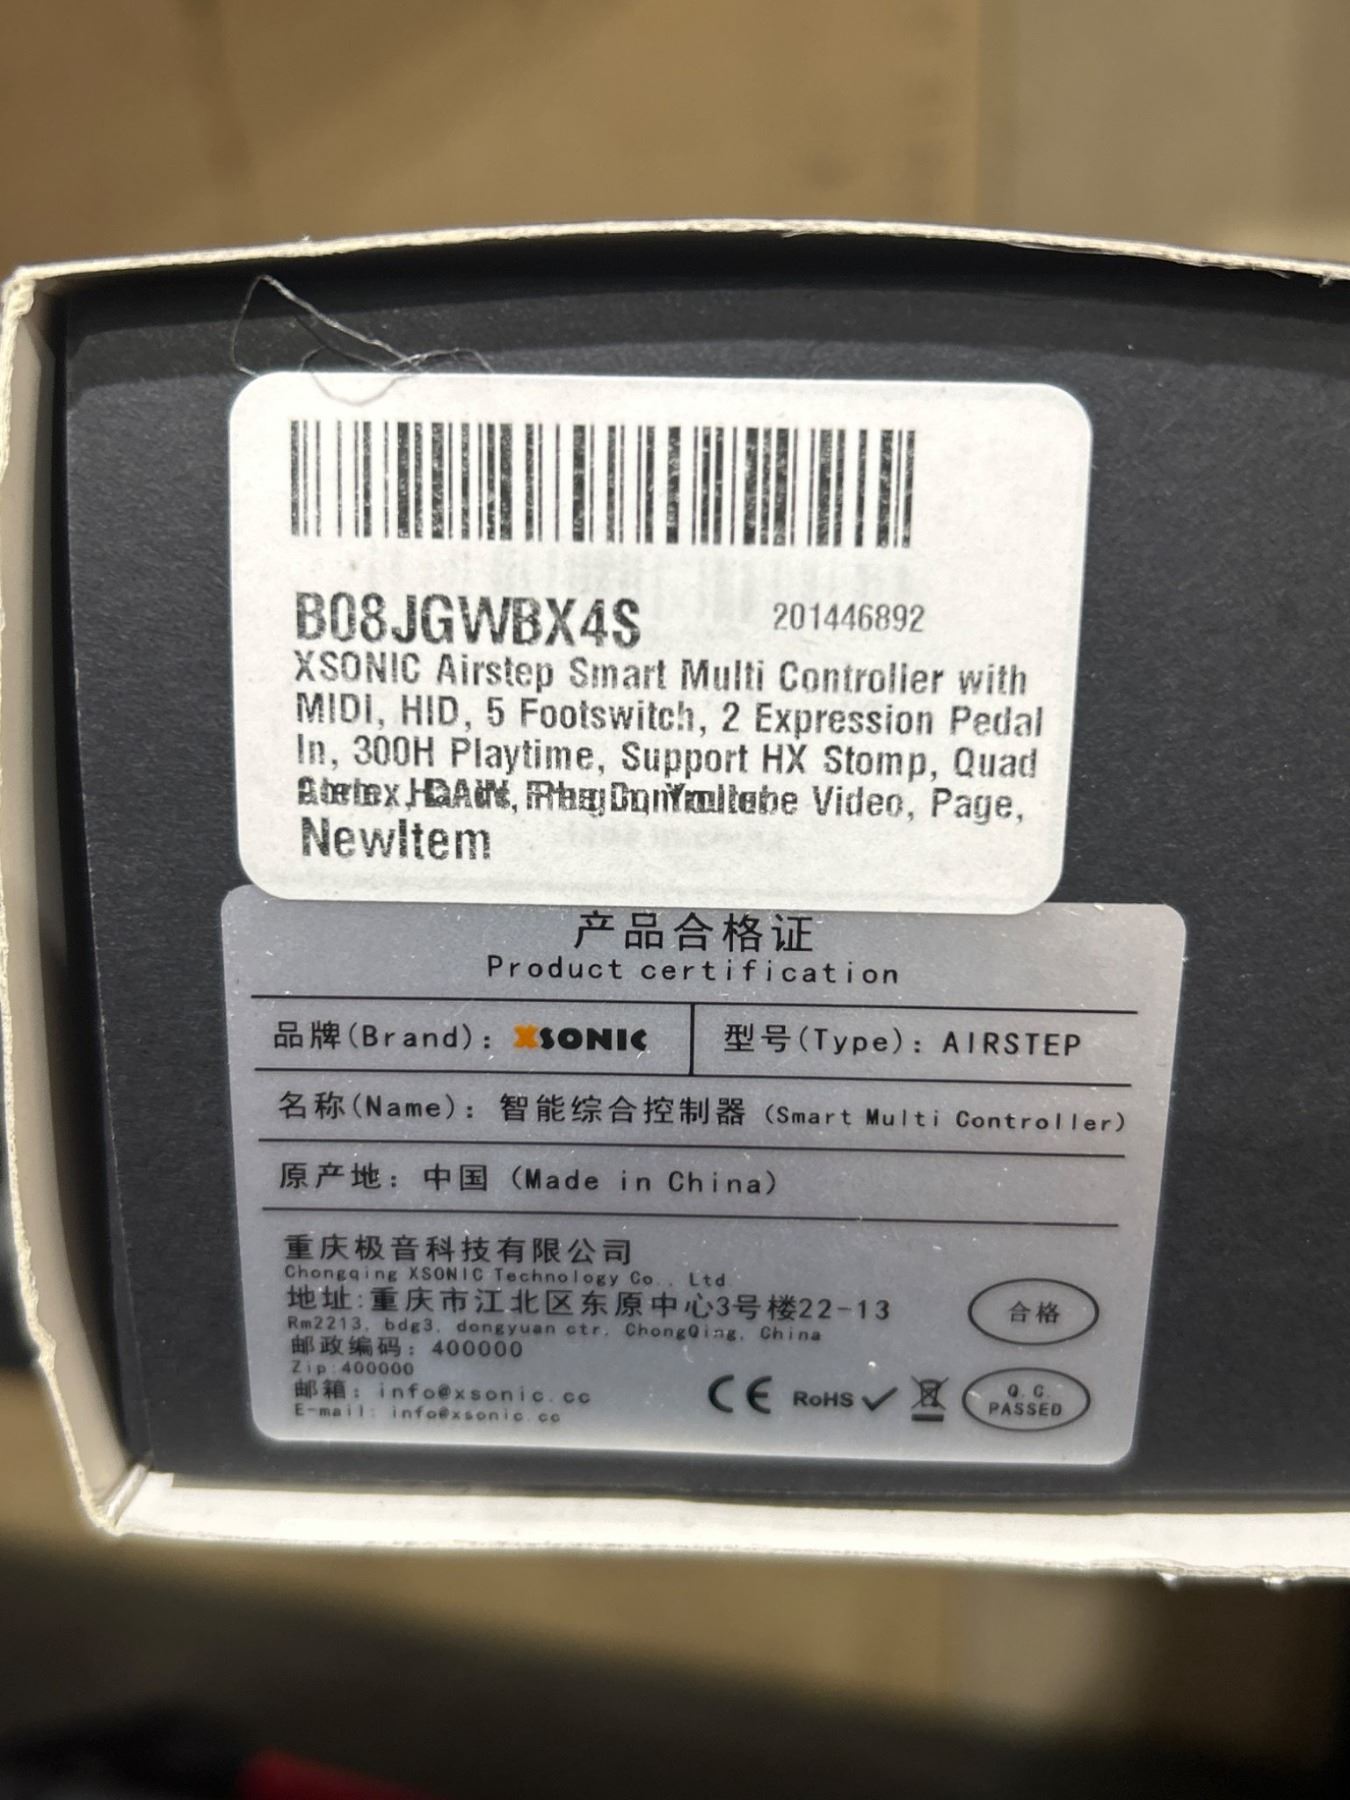 B08JGWBX4S 201446892
XSONIC Airstep Smart Multi Controller with
MIDI, HID, 5 Footswitch, 2 Expression Pedal
In, 300H Playtime, Support HX Stomp, Quad
Video, Page,
NewItem
产品合格证
Product certification
品牌(Brand): XSONIC 型号(Type): AIRSTEP
名称(Name): 智能综合控制器 (Smart Multi Controller)
原产地: 中国 (Made in China)
重庆极音科技有限公司
Chongqing XSONIC Technology Co., Ltd
地址:重庆市江北区东原中心3号楼22-13
Rm2213, bdg3, dongyuan ctr, ChongQing, China
合格
邮政编码: 400000
Zip:400000
邮箱: info@xsonic.cc
E-mail: info@xsonic.cc
CE RoHS Q.C.
PASSED